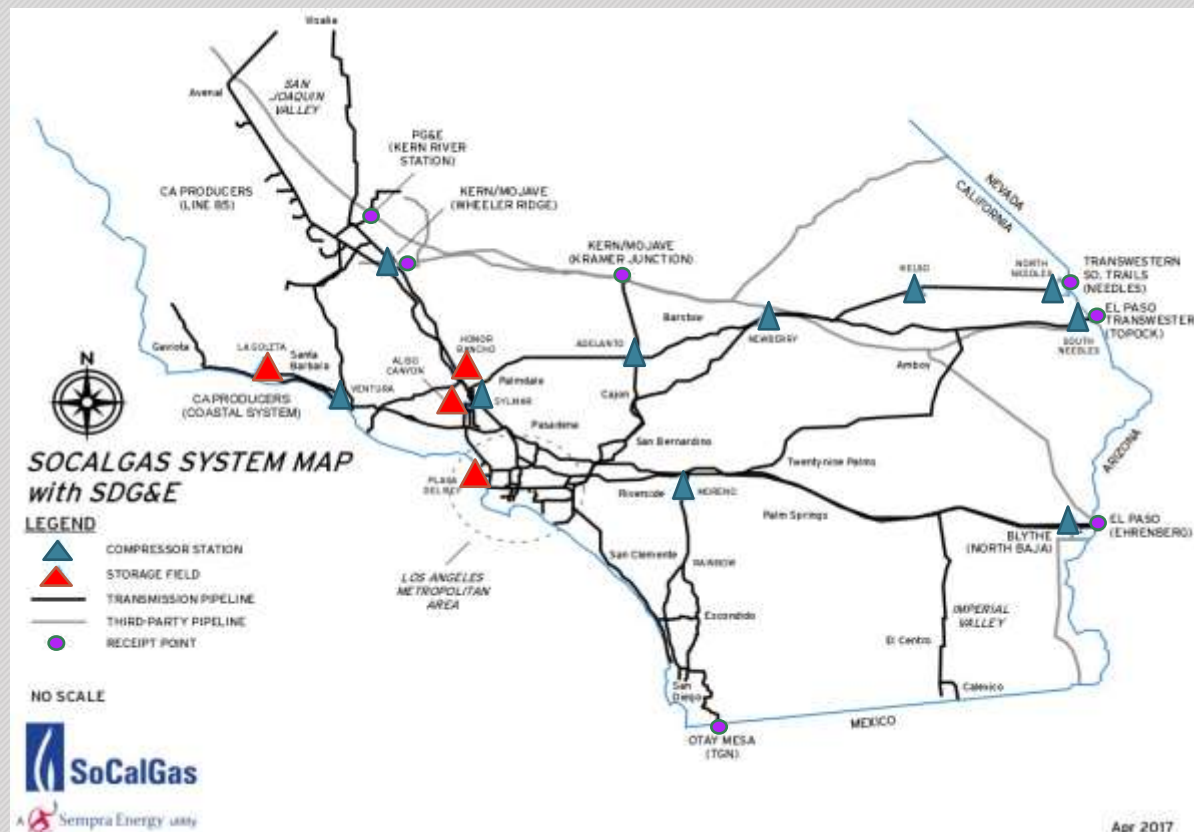 Visalia
SAN
JOAQUIN
VALLEY
Avenal
PG&E
(KERN RIVER
STATION)
CA PRODUCERS
(LINE 85)
KERN/MOJAVE
(WHEELER RIDGE)
KERN/MOJAVE
(KRAMER JUNCTION)
NEVADA
CALIFORNIA
KELSO
NORTH
NEEDLES
TRANSWESTERN
SO. TRAILS
(NEEDLES)
EL PASO
TRANSWESTER
(TOPOCK)
SOUTH
NEEDLES
Barstow
NEWBERRY
ADELANTO
Amboy
Gaviota
LA GOLETA
Santa
Barbara
VENTURA
CAPRODUCERS
(COASTAL SYSTEM)
HONOR
RANCHO
ALISO
CANYON
Palmdale
SYLMAR
Cajon
Pasadena
San Bernardino
Twentynine Palms
ARIZONA
N
SOCALGAS SYSTEM MAP
with SDG&E
PLAYA
DEL REY
Riverside
MORENO
Palm Springs
BLYTHE
(NORTH BAJA)
EL PASO
(EHRENBERG)
LEGEND
COMPRESSOR STATION
STORAGE FIELD
TRANSMISSION PIPELINE
THIRD-PARTY PIPELINE
RECEIPT POINT
LOS ANGELES
METROPOLITAN
AREA
San Clemente
RAINBOW
Escondido
IMPERIAL
VALLEY
El Centro
Calexico
San
Diego
MEXICO
OTAY MESA
(TGN)
NO SCALE
SoCalGas
A Sempra Energy utility
Apr 2017